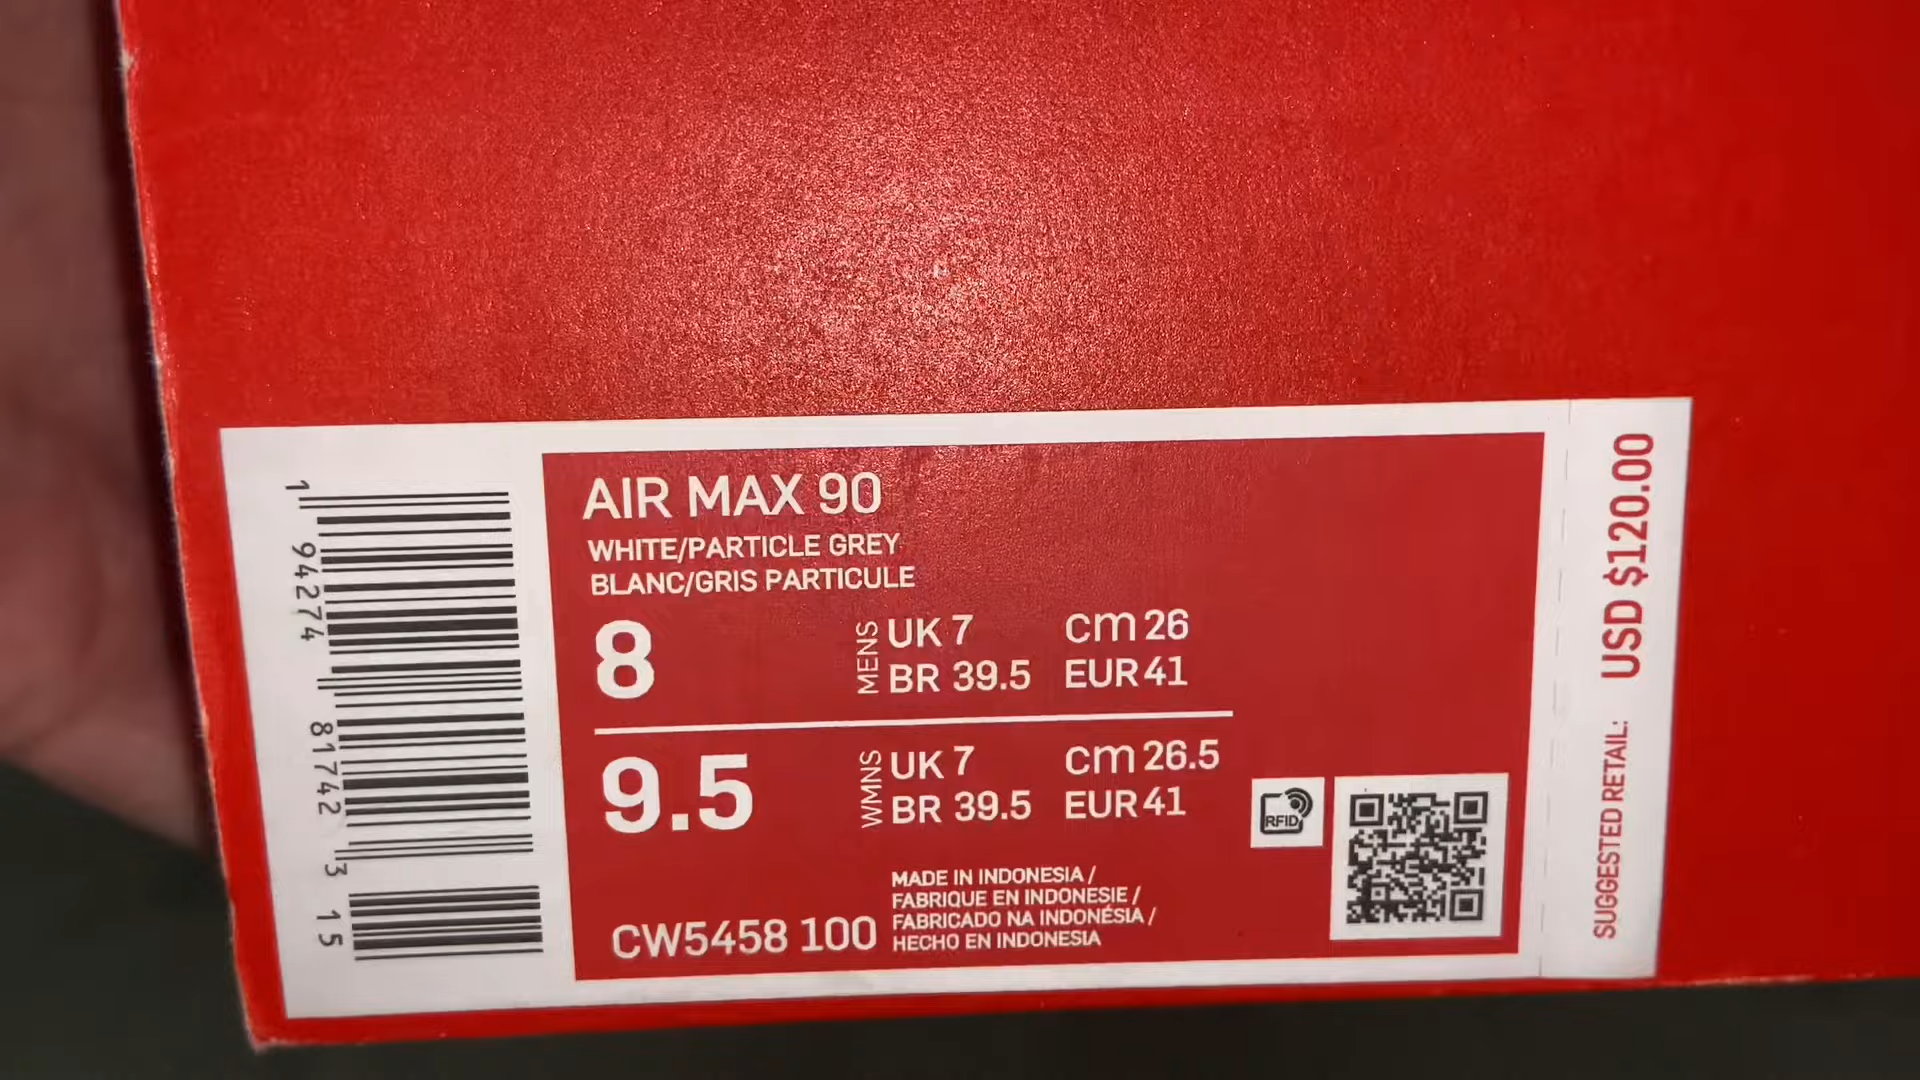 AIR MAX 90
WHITE/PARTICLE GREY
BLANC/GRIS PARTICULE
8
MENS
UK 7
cm 26
BR 39.5
EUR 41
9.5
WMNS
UK 7
cm 26.5
BR 39.5
EUR 41
RFID
MADE IN INDONESIA /
FABRIQUE EN INDONESIE /
FABRICADO NA INDONÉSIA /
HECHO EN INDONESIA
CW5458 100
1 94274 81742 3 15
SUGGESTED RETAIL: USD $120.00